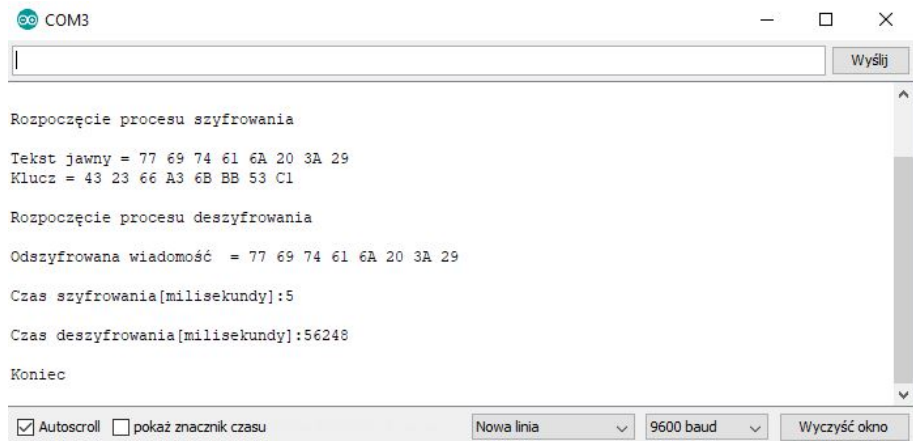 COM3
Wyślij
Rozpoczęcie procesu szyfrowania
Tekst jawny = 77 69 74 61 6A 20 3A 29
Klucz = 43 23 66 A3 6B BB 53 C1
Rozpoczęcie procesu deszyfrowania
Odszyfrowana wiadomość  = 77 69 74 61 6A 20 3A 29
Czas szyfrowania[milisekundy]:5
Czas deszyfrowania[milisekundy]:56248
Koniec
Autoscroll pokaż znacznik czasu Nowa linia 9600 baud Wyczyść okno